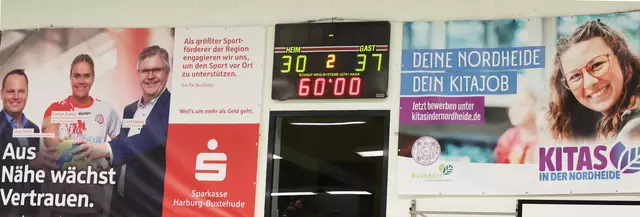 Aus
Nähe wächst
Vertrauen.
Als größter Sport-
förderer der Region
engagieren wir uns,
um den Sport vor Ort
zu unterstützen.
Weil's um mehr als Geld geht.
Sparkasse
Harburg-Buxtehude
HEIM
GAST
30
2
37
60:00
DEINE NORDHEIDE
DEIN KITAJOB
Jetzt bewerben unter
kitasindernordheide.de
Buchholz
KITAS
IN DER NORDHEIDE